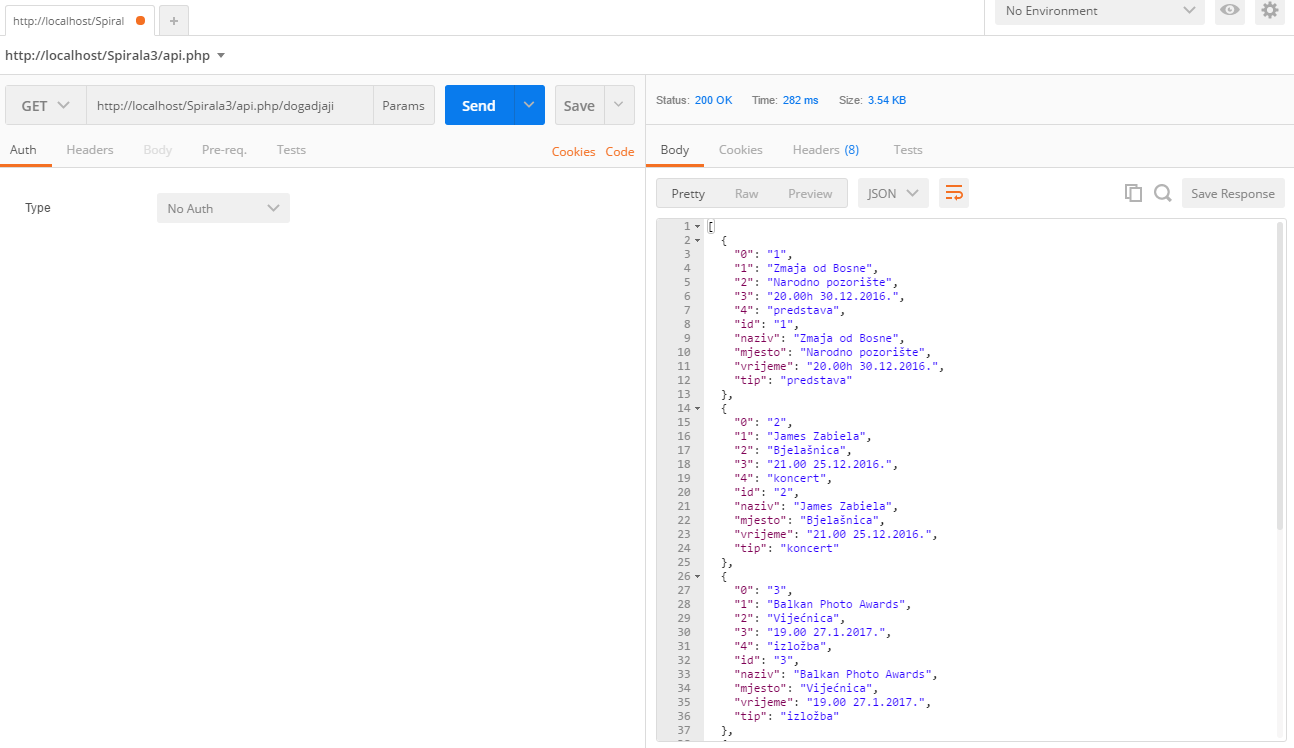 http://localhost/Spiral
+
No Environment
http://localhost/Spirala3/api.php
GET
http://localhost/Spirala3/api.php/dogadjaji
Params
Send
Save
Auth
Headers
Body
Pre-req.
Tests
Cookies
Code
Type
No Auth
Status: 200 OK
Time: 282 ms
Size: 3.54 KB
Body
Cookies
Headers (8)
Tests
Pretty
Raw
Preview
JSON
Save Response
1 [
2 {
3 "0": "1",
4 "1": "Zmaja od Bosne",
5 "2": "Narodno pozorište",
6 "3": "20.00h 30.12.2016.",
7 "4": "predstava",
8 "id": "1",
9 "naziv": "Zmaja od Bosne",
10 "mjesto": "Narodno pozorište",
11 "vrijeme": "20.00h 30.12.2016.",
12 "tip": "predstava"
13 },
14 {
15 "0": "2",
16 "1": "James Zabiela",
17 "2": "Bjelašnica",
18 "3": "21.00 25.12.2016.",
19 "4": "koncert",
20 "id": "2",
21 "naziv": "James Zabiela",
22 "mjesto": "Bjelašnica",
23 "vrijeme": "21.00 25.12.2016.",
24 "tip": "koncert"
25 },
26 {
27 "0": "3",
28 "1": "Balkan Photo Awards",
29 "2": "Vijećnica",
30 "3": "19.00 27.1.2017.",
31 "4": "izložba",
32 "id": "3",
33 "naziv": "Balkan Photo Awards",
34 "mjesto": "Vijećnica",
35 "vrijeme": "19.00 27.1.2017.",
36 "tip": "izložba"
37 },